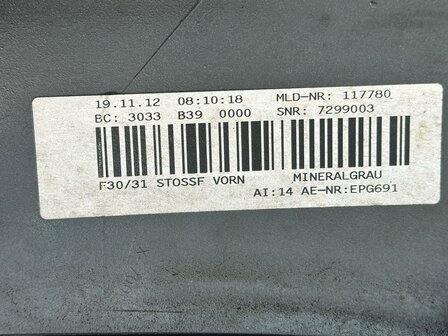 19.11.12 08:10:18 MLD-NR: 117780
BC: 3033 B39 0000 SNR: 7299003
F30/31 STOSSF VORN MINERALGRAU
AI:14 AE-NR:EPG691